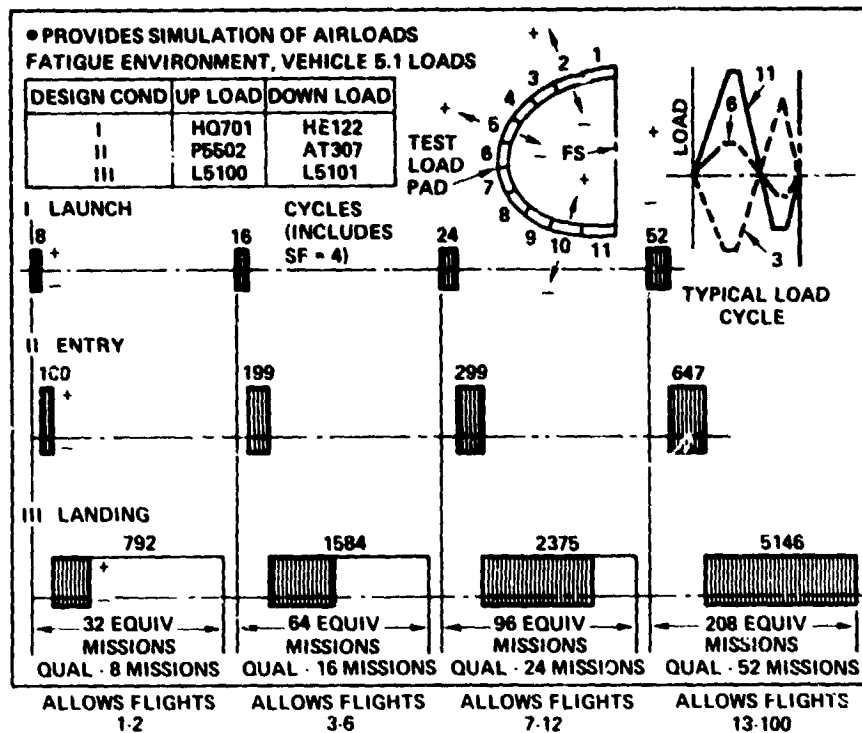 • PROVIDES SIMULATION OF AIRLOADS
FATIGUE ENVIRONMENT, VEHICLE 5.1 LOADS
DESIGN COND UP LOAD DOWN LOAD
I HQ701 HE122
II P5502 AT307
III L5100 L5101
+ 1
2
3
4
+
5
6
7
8
9
10
11
–
–
+
–
FS
TEST
LOAD
PAD
LOAD
+
–
6
11
3
TYPICAL LOAD
CYCLE
I LAUNCH
CYCLES
(INCLUDES
SF = 4)
8 16 24 52
+
–
II ENTRY
100 199 299 647
+
–
III LANDING
792 1584 2375 5146
+
–
32 EQUIV
MISSIONS
64 EQUIV
MISSIONS
96 EQUIV
MISSIONS
208 EQUIV
MISSIONS
QUAL - 8 MISSIONS QUAL - 16 MISSIONS QUAL - 24 MISSIONS QUAL - 52 MISSIONS
ALLOWS FLIGHTS
1-2
ALLOWS FLIGHTS
3-6
ALLOWS FLIGHTS
7-12
ALLOWS FLIGHTS
13-100